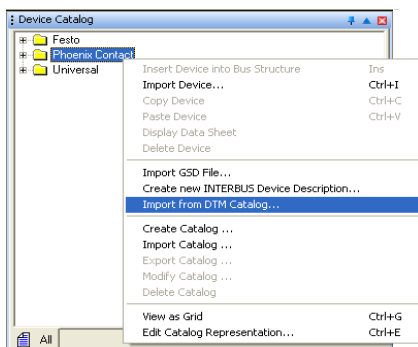 Device Catalog
Festo
Phoenix Contact
Universal
Insert Device into Bus Structure Ins
Import Device... Ctrl+I
Copy Device Ctrl+C
Paste Device Ctrl+V
Display Data Sheet
Delete Device
Import GSD File...
Create new INTERBUS Device Description...
Import from DTM Catalog...
Create Catalog ...
Import Catalog ...
Export Catalog ...
Modify Catalog ...
Delete Catalog
View as Grid Ctrl+G
Edit Catalog Representation... Ctrl+E
All